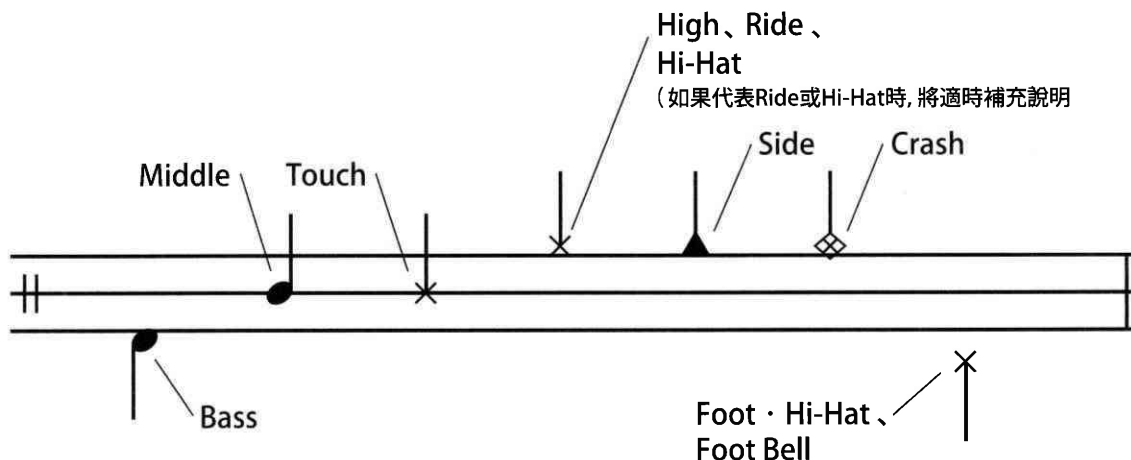 High、Ride、
Hi-Hat
（如果代表Ride或Hi-Hat時, 將適時補充說明
Side
Crash
Middle
Touch
Bass
Foot · Hi-Hat、
Foot Bell